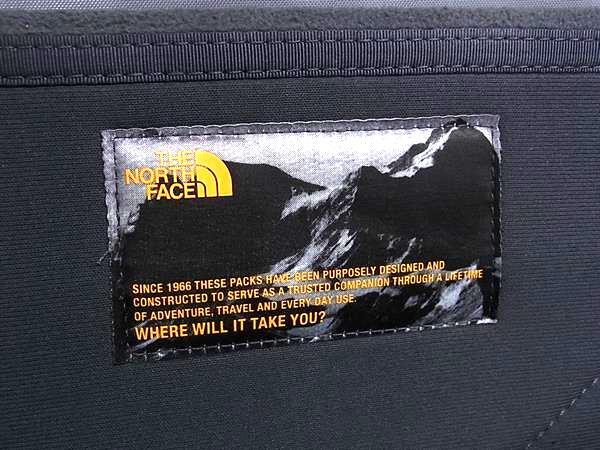 THE
NORTH
FACE
SINCE 1966 THESE PACKS HAVE BEEN PURPOSELY DESIGNED AND
CONSTRUCTED TO SERVE AS A TRUSTED COMPANION THROUGH A LIFETIME
OF ADVENTURE, TRAVEL AND EVERY-DAY USE.
WHERE WILL IT TAKE YOU?